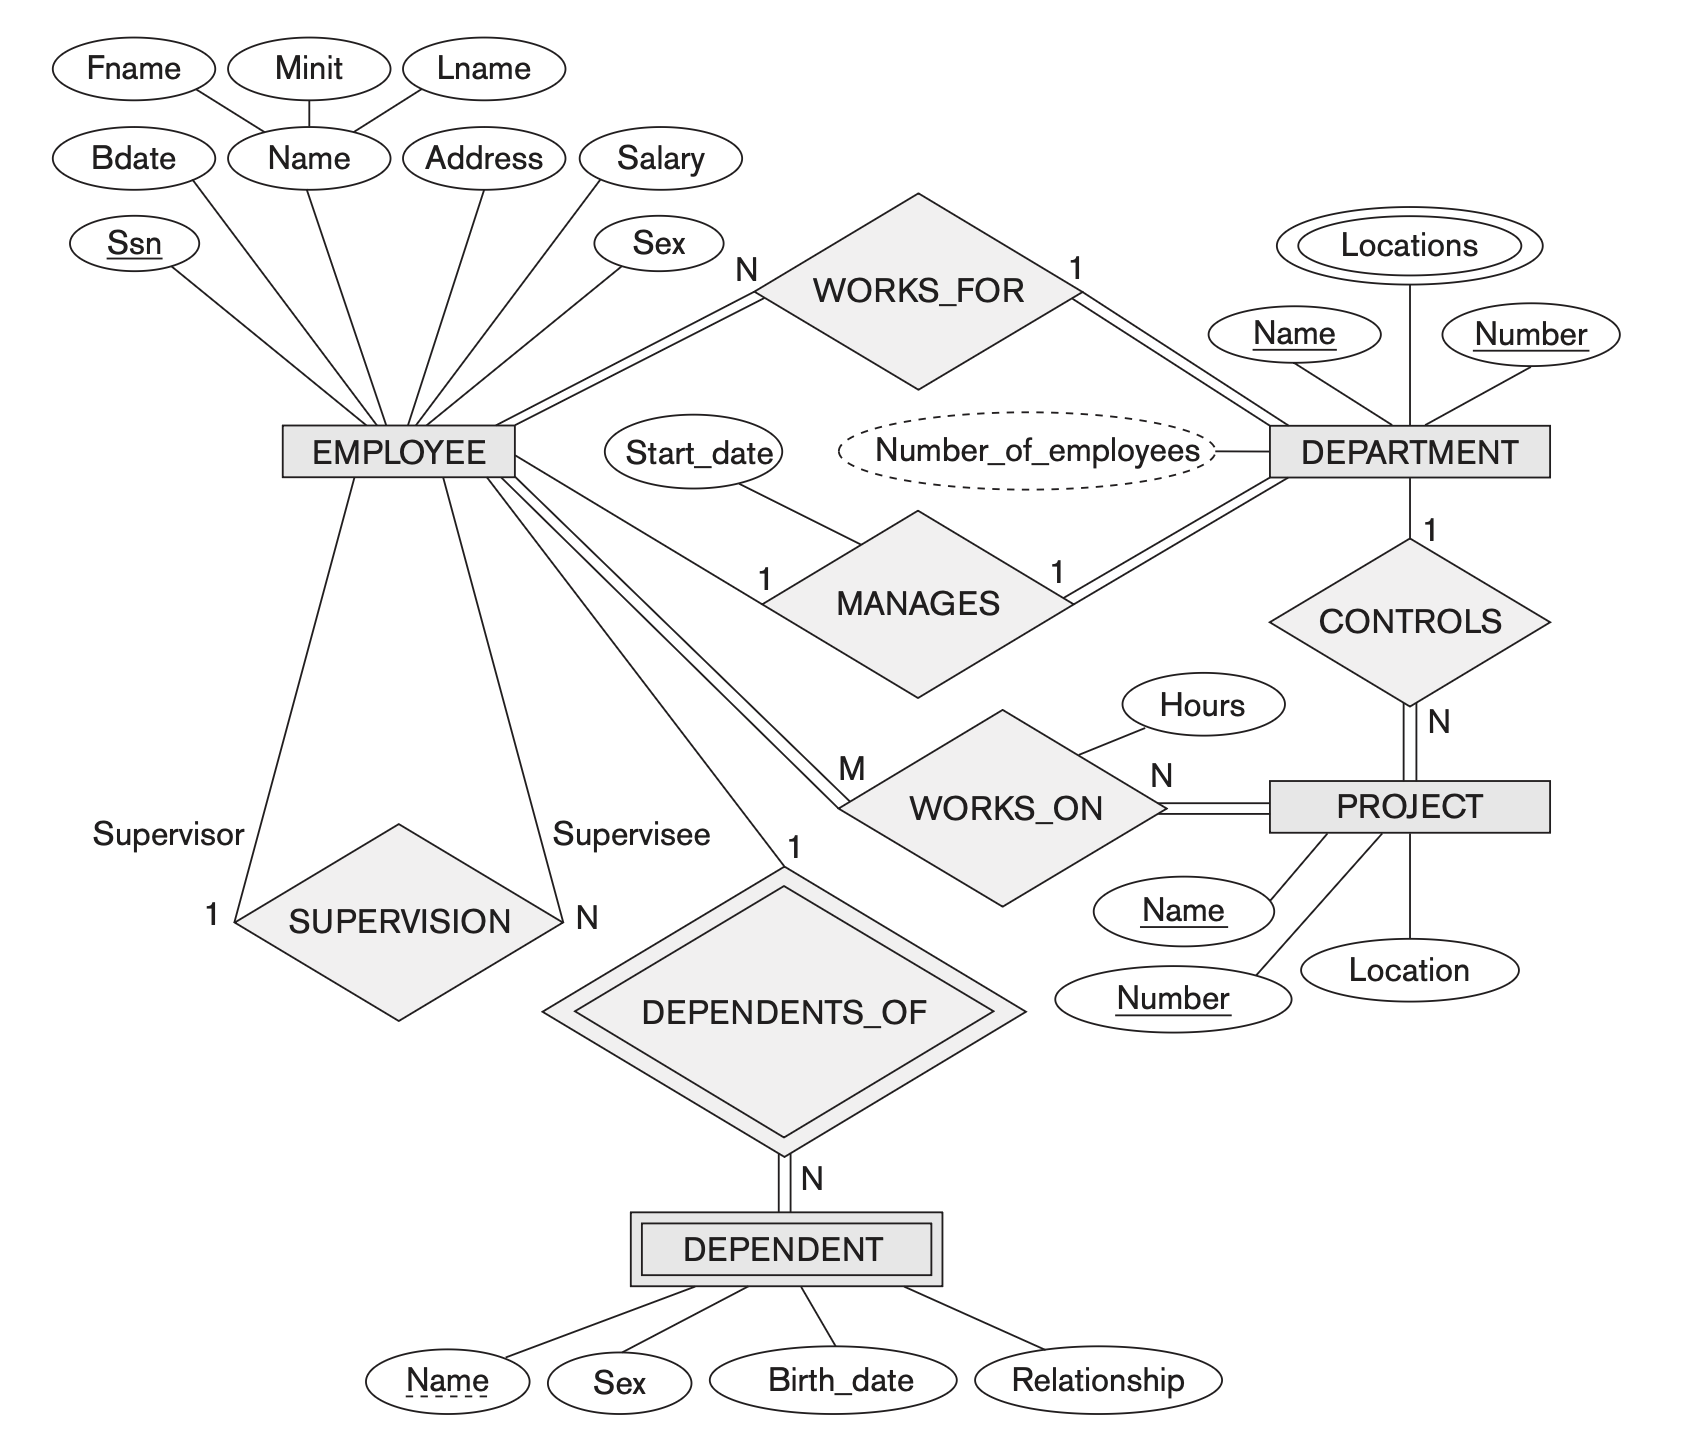 Fname
Minit
Lname
Bdate
Name
Address
Salary
Ssn
Sex
N
WORKS_FOR
1
Locations
Name
Number
EMPLOYEE
Start_date
Number_of_employees
DEPARTMENT
1
MANAGES
1
1
CONTROLS
N
Hours
M
WORKS_ON
N
PROJECT
Supervisor
Supervisee
1
SUPERVISION
N
1
Name
Number
Location
DEPENDENTS_OF
N
DEPENDENT
Name
Sex
Birth_date
Relationship